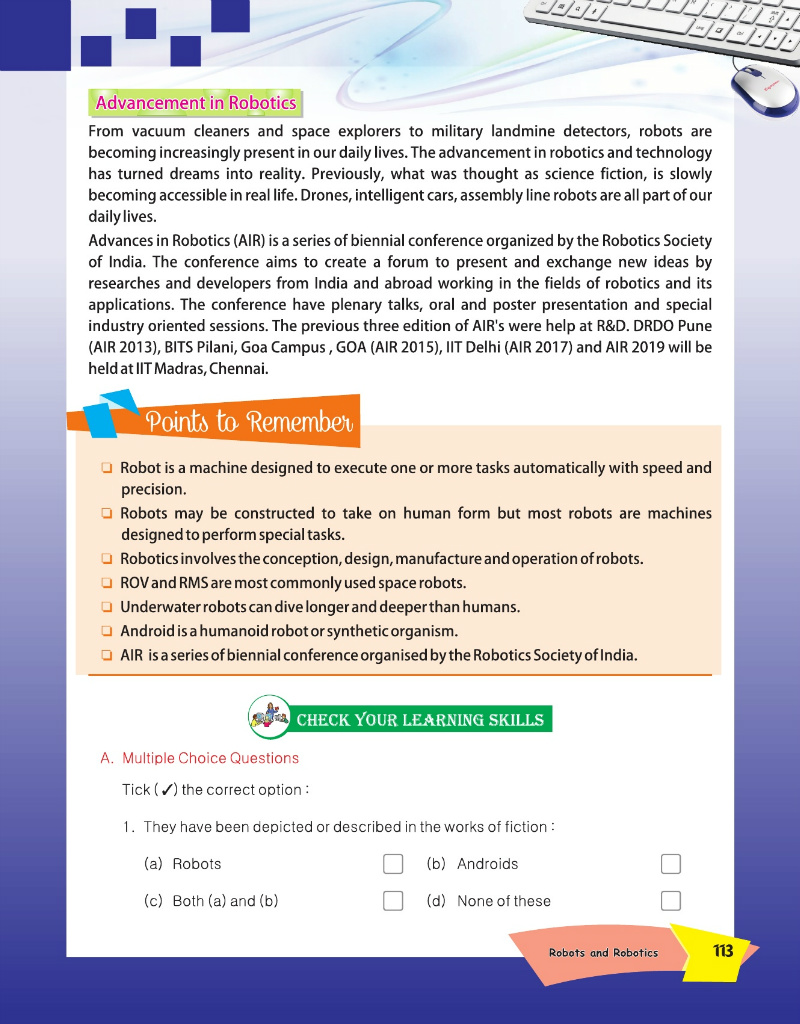 Advancement in Robotics
From vacuum cleaners and space explorers to military landmine detectors, robots are
becoming increasingly present in our daily lives. The advancement in robotics and technology
has turned dreams into reality. Previously, what was thought as science fiction, is slowly
becoming accessible in real life. Drones, intelligent cars, assembly line robots are all part of our
daily lives.
Advances in Robotics (AIR) is a series of biennial conference organized by the Robotics Society
of India. The conference aims to create a forum to present and exchange new ideas by
researches and developers from India and abroad working in the fields of robotics and its
applications. The conference have plenary talks, oral and poster presentation and special
industry oriented sessions. The previous three edition of AIR's were help at R&D. DRDO Pune
(AIR 2013), BITS Pilani, Goa Campus , GOA (AIR 2015), IIT Delhi (AIR 2017) and AIR 2019 will be
held at IIT Madras, Chennai.
Points to Remember
❏ Robot is a machine designed to execute one or more tasks automatically with speed and
precision.
❏ Robots may be constructed to take on human form but most robots are machines
designed to perform special tasks.
❏ Robotics involves the conception, design, manufacture and operation of robots.
❏ ROV and RMS are most commonly used space robots.
❏ Underwater robots can dive longer and deeper than humans.
❏ Android is a humanoid robot or synthetic organism.
❏ AIR is a series of biennial conference organised by the Robotics Society of India.
CHECK YOUR LEARNING SKILLS
A. Multiple Choice Questions
Tick (✓) the correct option :
1. They have been depicted or described in the works of fiction :
(a) Robots (b) Androids
(c) Both (a) and (b) (d) None of these
Robots and Robotics 113